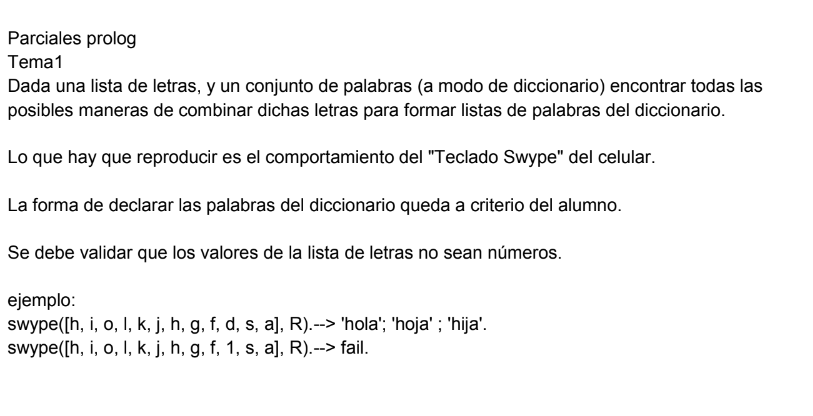 Parciales prolog
Tema1
Dada una lista de letras, y un conjunto de palabras (a modo de diccionario) encontrar todas las
posibles maneras de combinar dichas letras para formar listas de palabras del diccionario.
Lo que hay que reproducir es el comportamiento del "Teclado Swype" del celular.
La forma de declarar las palabras del diccionario queda a criterio del alumno.
Se debe validar que los valores de la lista de letras no sean números.
ejemplo:
swype([h, i, o, l, k, j, h, g, f, d, s, a], R).--> 'hola'; 'hoja' ; 'hija'.
swype([h, i, o, l, k, j, h, g, f, 1, s, a], R).--> fail.